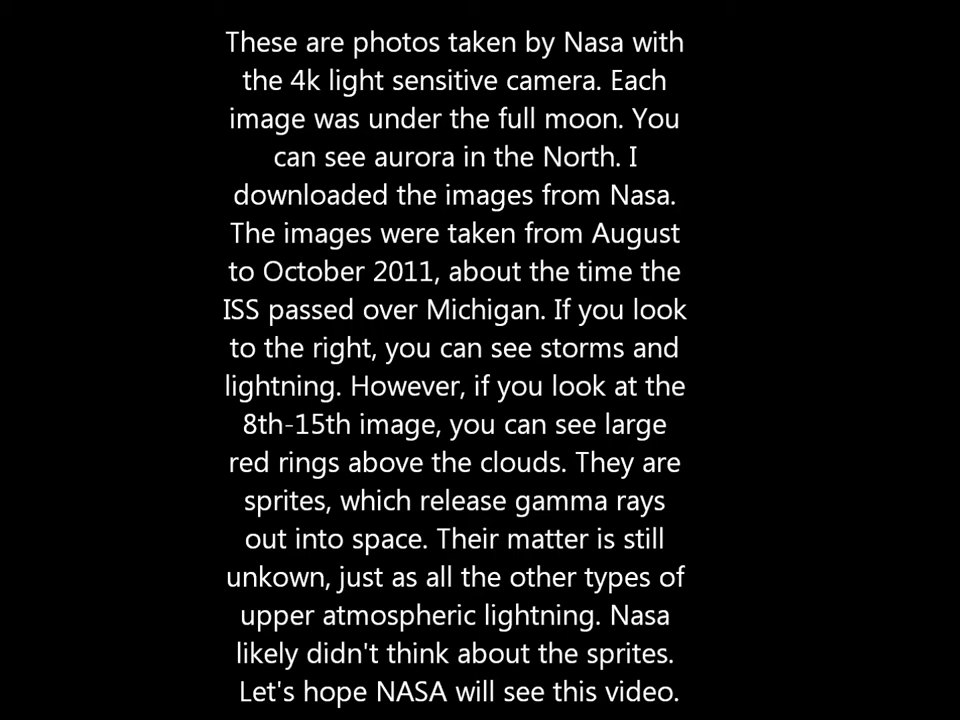 These are photos taken by Nasa with
the 4k light sensitive camera. Each
image was under the full moon. You
can see aurora in the North. I
downloaded the images from Nasa.
The images were taken from August
to October 2011, about the time the
ISS passed over Michigan. If you look
to the right, you can see storms and
lightning. However, if you look at the
8th-15th image, you can see large
red rings above the clouds. They are
sprites, which release gamma rays
out into space. Their matter is still
unkown, just as all the other types of
upper atmospheric lightning. Nasa
likely didn't think about the sprites.
Let's hope NASA will see this video.